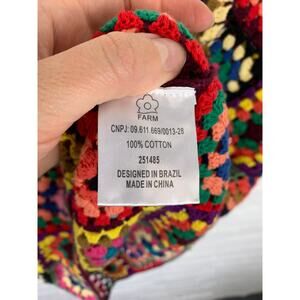 FARM
CNPJ: 09.611.669/0013-28
100% COTTON
251485
DESIGNED IN BRAZIL
MADE IN CHINA